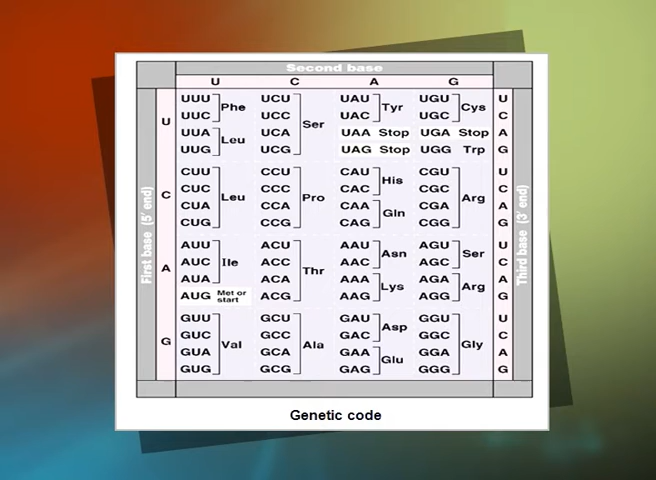 Second base
U C A G
First base (5' end)
Third base (3' end)
U
UUU UCU UAU UGU U
Phe Tyr Cys
UUC UCC UAC UGC C
Ser
UUA UCA UAA Stop UGA Stop A
Leu
UUG UCG UAG Stop UGG Trp G
C
CUU CCU CAU CGU U
His
CUC CCC CAC CGC C
Leu Pro Arg
CUA CCA CAA CGA A
Gln
CUG CCG CAG CGG G
A
AUU ACU AAU AGU U
Asn Ser
AUC Ile ACC AAC AGC C
Thr
AUA ACA AAA AGA A
Lys Arg
AUG Met or start ACG AAG AGG G
G
GUU GCU GAU GGU U
Asp
GUC GCC GAC GGC C
Val Ala Gly
GUA GCA GAA GGA A
Glu
GUG GCG GAG GGG G
Genetic code